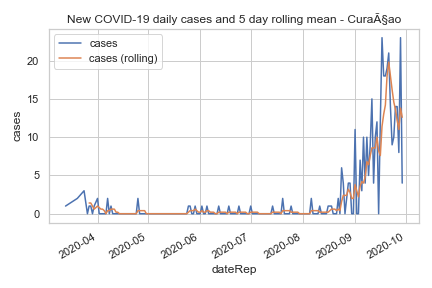 New COVID-19 daily cases and 5 day rolling mean - CuraÃ§ao
cases
cases (rolling)
cases
20
15
10
5
0
2020-04
2020-05
2020-06
2020-07
2020-08
2020-09
2020-10
dateRep